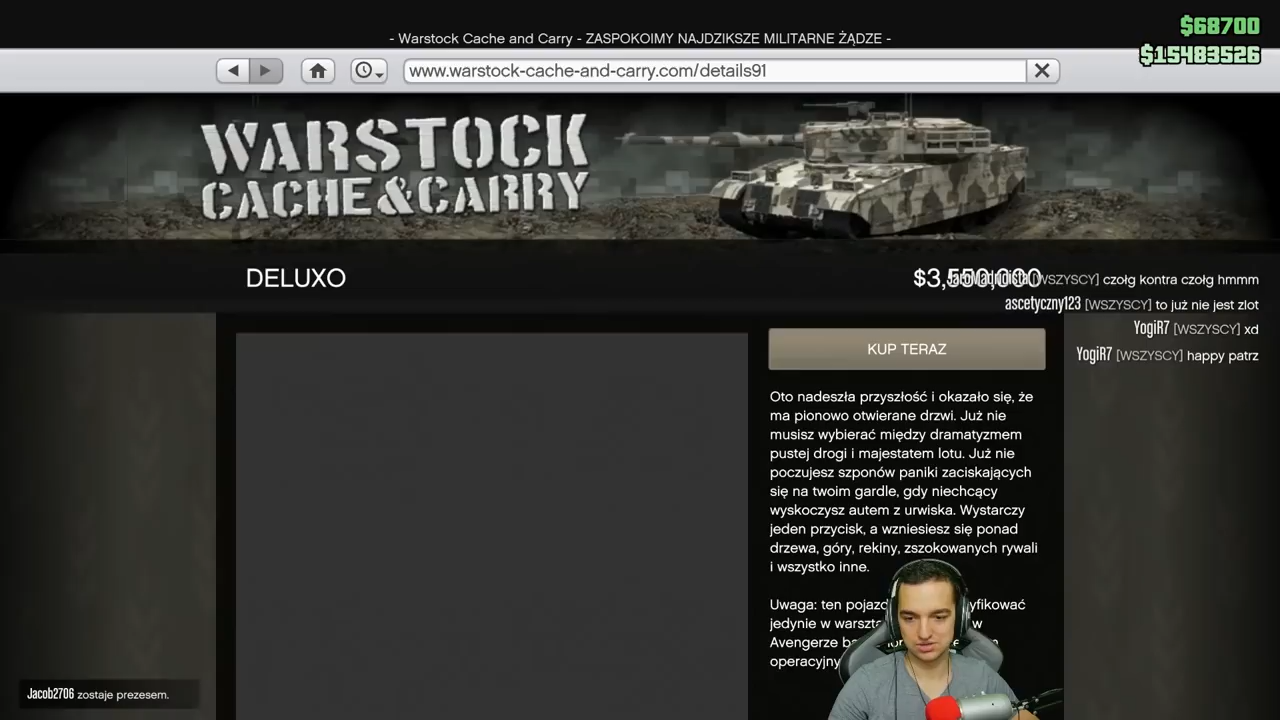 - Warstock Cache and Carry - ZASPOKOIMY NAJDZIKSZE MILITARNE ŻĄDZE -
$68700
$15483526
www.warstock-cache-and-carry.com/details91
WARSTOCK
CACHE&CARRY
DELUXO
$3,550,000
[WSZYSCY] czołg kontra czołg hmmm
ascetyczny123 [WSZYSCY] to już nie jest zlot
YogiR7 [WSZYSCY] xd
YogiR7 [WSZYSCY] happy patrz
KUP TERAZ
Oto nadeszła przyszłość i okazało się, że
ma pionowo otwierane drzwi. Już nie
musisz wybierać między dramatyzmem
pustej drogi i majestatem lotu. Już nie
poczujesz szponów paniki zaciskających
się na twoim gardle, gdy niechcący
wyskoczysz autem z urwiska. Wystarczy
jeden przycisk, a wzniesiesz się ponad
drzewa, góry, rekiny, zszokowanych rywali
i wszystko inne.
Uwaga: ten
jedynie w w
Avengerze
operacyjny
Jacob2706 zostaje prezesem.